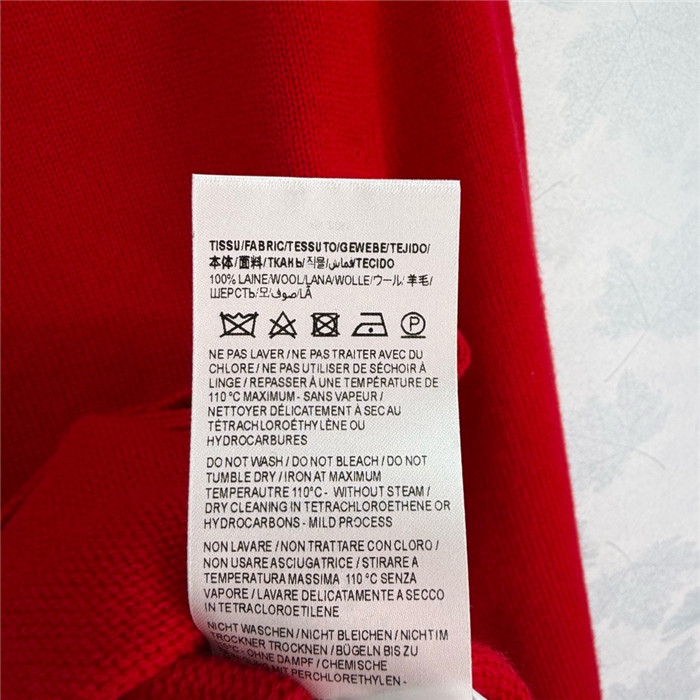 TISSU/FABRIC/TESSUTO/GEWEBE/TEJIDO/
本体/面料/ТКАНЬ/직물/قماش/TECIDO
100% LAINE/WOOL/LANA/WOLLE/ウール/羊毛/
ШЕРСТЬ/모/صوف/LÃ
NE PAS LAVER / NE PAS TRAITER AVEC DU
CHLORE / NE PAS UTILISER DE SÉCHOIR À
LINGE / REPASSER À UNE TEMPÉRATURE DE
110 °C MAXIMUM - SANS VAPEUR /
NETTOYER DÉLICATEMENT À SEC AU
TÉTRACHLOROÉTHYLÈNE OU
HYDROCARBURES
DO NOT WASH / DO NOT BLEACH / DO NOT
TUMBLE DRY / IRON AT MAXIMUM
TEMPERAUTRE 110°C - WITHOUT STEAM /
DRY CLEANING IN TETRACHLOROETHENE OR
HYDROCARBONS - MILD PROCESS
NON LAVARE / NON TRATTARE CON CLORO /
NON USARE ASCIUGATRICE / STIRARE A
TEMPERATURA MASSIMA 110 °C SENZA
VAPORE / LAVARE DELICATAMENTE A SECCO
IN TETRACLOROETILENE
NICHT WASCHEN / NICHT BLEICHEN / NICHT IM
TROCKNER TROCKNEN / BÜGELN BIS ZU
- OHNE DAMPF / CHEMISCHE
MIT PERCHLORETHYLEN -